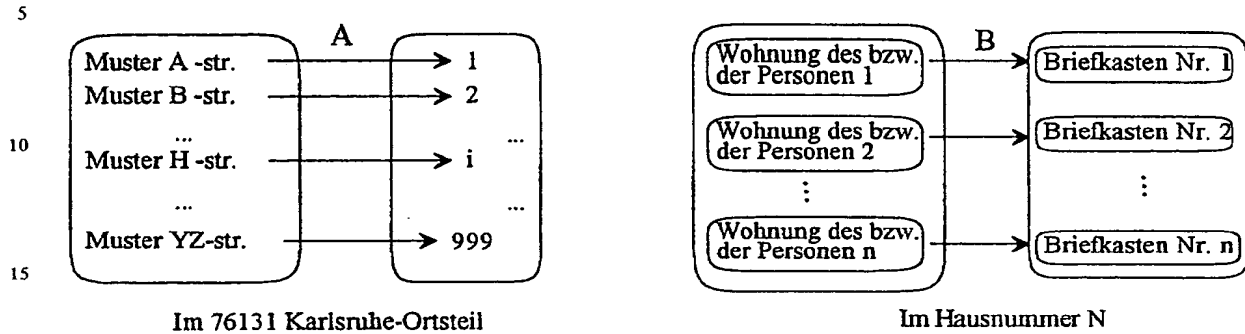 5
A
Muster A -str. 1
Muster B -str. 2
... ...
10
Muster H -str. i
... ...
Muster YZ-str. 999
15
Im 76131 Karlsruhe-Ortsteil
B
Wohnung des bzw.
der Personen 1
Briefkasten Nr. 1
Wohnung des bzw.
der Personen 2
Briefkasten Nr. 2
⋮ ⋮
Wohnung des bzw.
der Personen n
Briefkasten Nr. n
Im Hausnummer N